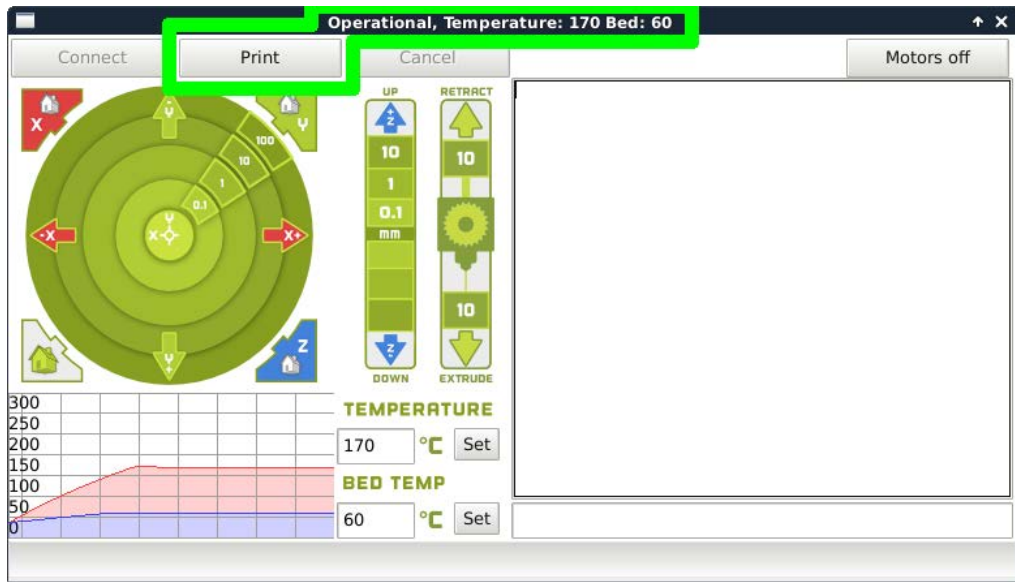 Operational, Temperature: 170 Bed: 60
Connect Print Cancel Motors off
UP RETRACT
X Y -Y +Z
100
10 10 10
1 1
0.1 0.1
mm
Y
-X X X+
10
Y+ Z Z-
DOWN EXTRUDE
300
250
200
150
100
50
0
TEMPERATURE
170 °C Set
BED TEMP
60 °C Set